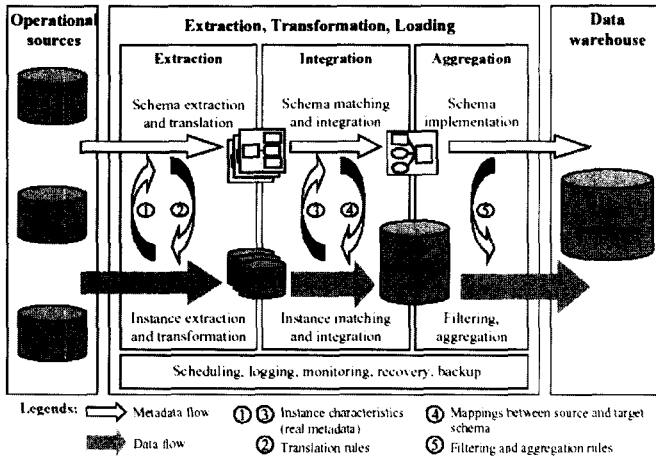 Operational
sources
Extraction, Transformation, Loading
Data
warehouse
Extraction
Integration
Aggregation
Schema extraction
and translation
Schema matching
and integration
Schema
implementation
① ② ③ ④ ⑤
Instance extraction
and transformation
Instance matching
and integration
Filtering,
aggregation
Scheduling, logging, monitoring, recovery, backup
Legends:
Metadata flow
Data flow
① ③ Instance characteristics
(real metadata)
② Translation rules
④ Mappings between source and target
schema
⑤ Filtering and aggregation rules